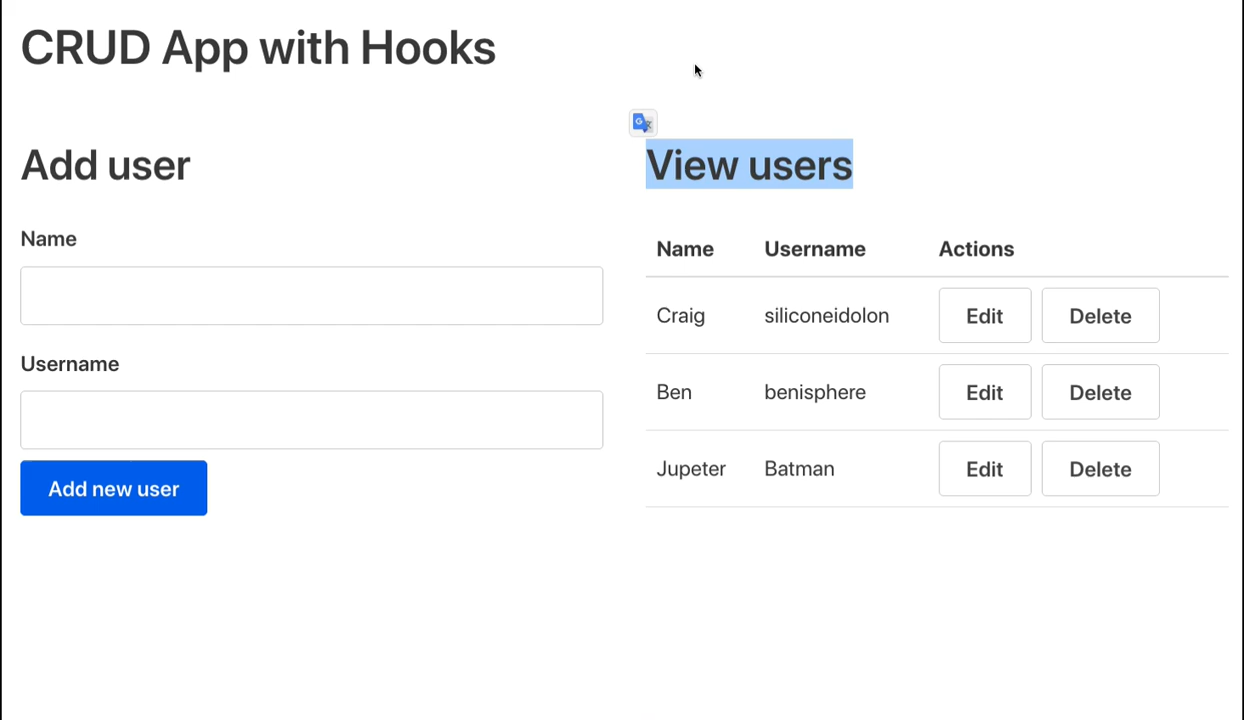 CRUD App with Hooks
Add user
Name
Username
Add new user
View users
Name Username Actions
Craig siliconeidolon Edit Delete
Ben benisphere Edit Delete
Jupeter Batman Edit Delete